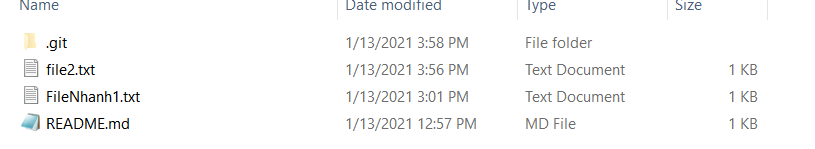 Name Date modified Type Size
.git 1/13/2021 3:58 PM File folder
file2.txt 1/13/2021 3:56 PM Text Document 1 KB
FileNhanh1.txt 1/13/2021 3:01 PM Text Document 1 KB
README.md 1/13/2021 12:57 PM MD File 1 KB